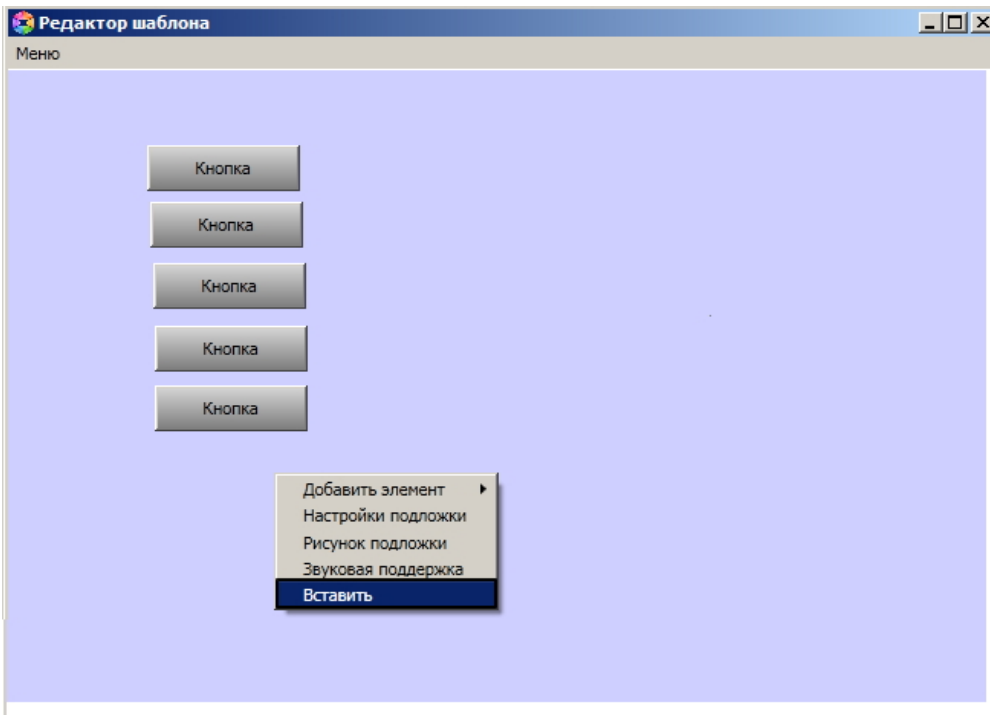 Редактор шаблона
Меню
Кнопка
Кнопка
Кнопка
Кнопка
Кнопка
Добавить элемент
Настройки подложки
Рисунок подложки
Звуковая поддержка
Вставить